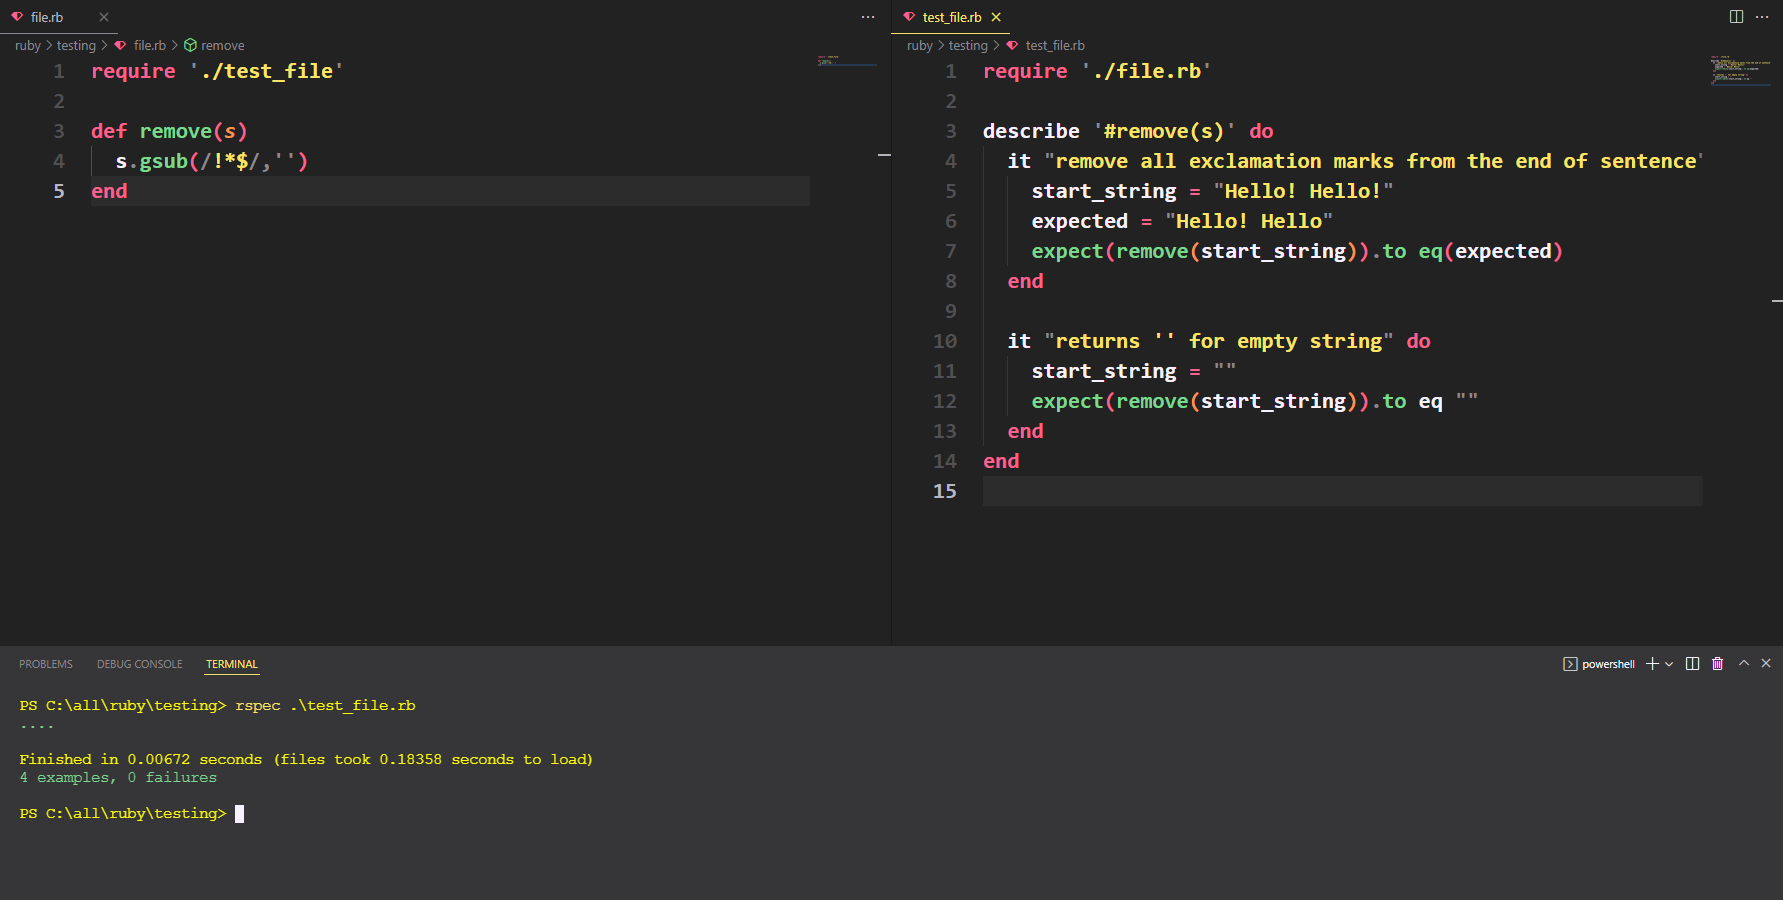 file.rb
ruby > testing > file.rb > remove
1 require './test_file'
2
3 def remove(s)
4   s.gsub(/!*$/,'')
5 end
test_file.rb
ruby > testing > test_file.rb
1 require './file.rb'
2
3 describe '#remove(s)' do
4   it "remove all exclamation marks from the end of sentence"
5     start_string = "Hello! Hello!"
6     expected = "Hello! Hello"
7     expect(remove(start_string)).to eq(expected)
8   end
9
10   it "returns '' for empty string" do
11     start_string = ""
12     expect(remove(start_string)).to eq ""
13   end
14 end
15
PROBLEMS DEBUG CONSOLE TERMINAL
powershell
PS C:\all\ruby\testing> rspec .\test_file.rb
....
Finished in 0.00672 seconds (files took 0.18358 seconds to load)
4 examples, 0 failures
PS C:\all\ruby\testing>